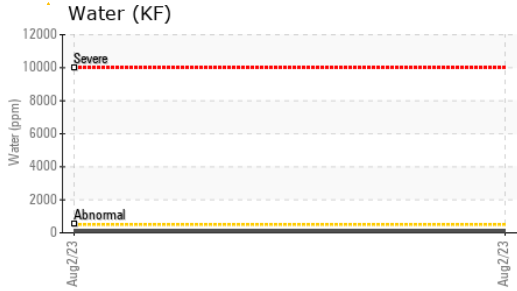 Water (KF)
12000
Severe
10000
8000
6000
Water (ppm)
4000
2000
Abnormal
0
Aug2/23
Aug2/23